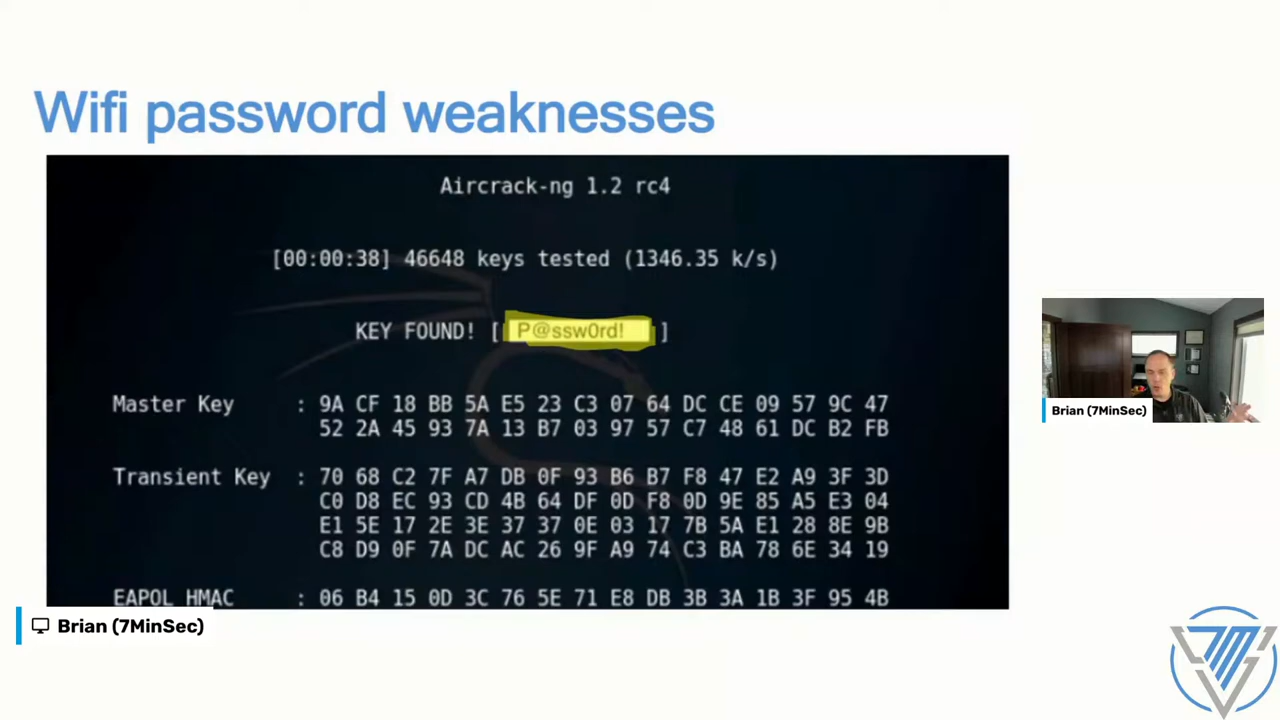 Wifi password weaknesses
Aircrack-ng 1.2 rc4
[00:00:38] 46648 keys tested (1346.35 k/s)
KEY FOUND! [ P@ssw0rd! ]
Master Key : 9A CF 18 BB 5A E5 23 C3 07 64 DC CE 09 57 9C 47
52 2A 45 93 7A 13 B7 03 97 57 C7 48 61 DC B2 FB
Transient Key : 70 68 C2 7F A7 DB 0F 93 B6 B7 F8 47 E2 A9 3F 3D
C0 D8 EC 93 CD 4B 64 DF 0D F8 0D 9E 85 A5 E3 04
E1 5E 17 2E 3E 37 37 0E 03 17 7B 5A E1 28 8E 9B
C8 D9 0F 7A DC AC 26 9F A9 74 C3 BA 78 6E 34 19
EAPOL HMAC : 06 B4 15 0D 3C 76 5E 71 E8 DB 3B 3A 1B 3F 95 4B
Brian (7MinSec)
Brian (7MinSec)
7MS